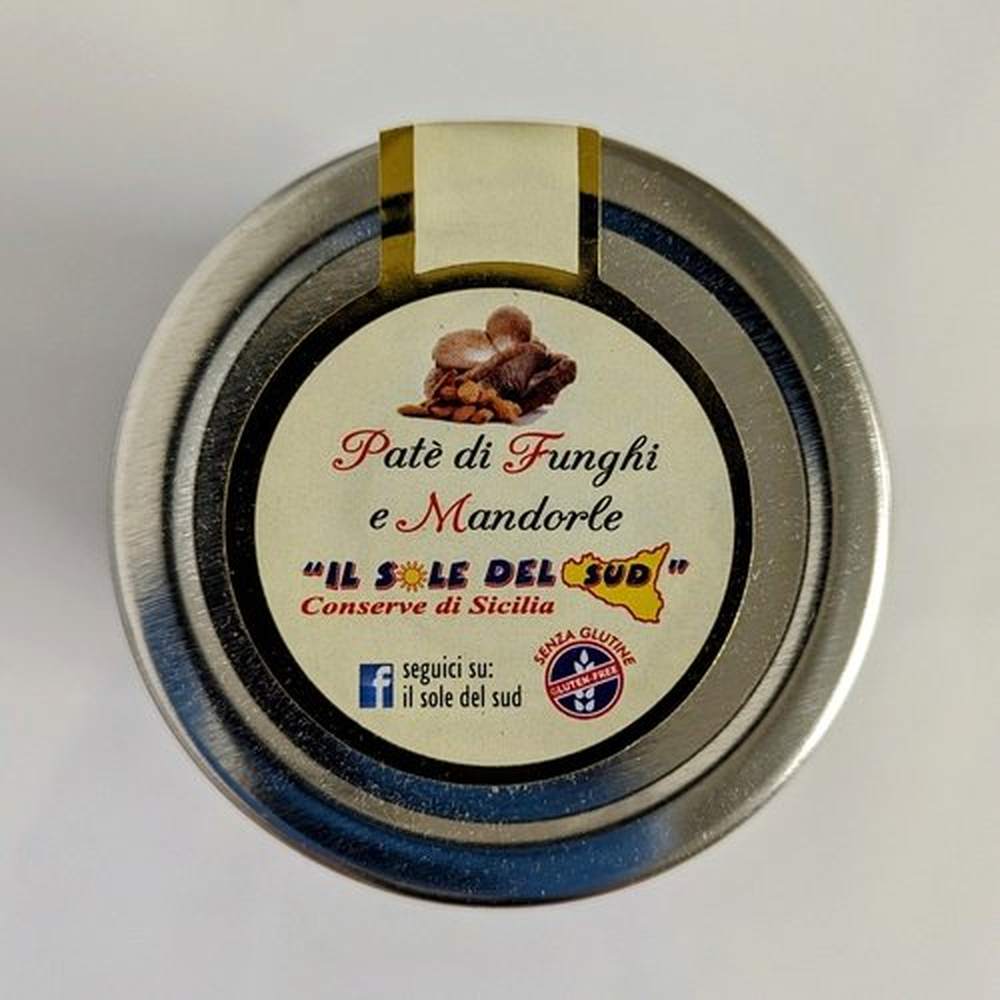 Patè di Funghi
e Mandorle
“IL SOLE DEL SUD”
Conserve di Sicilia
SENZA GLUTINE
GLUTEN-FREE
seguici su:
il sole del sud